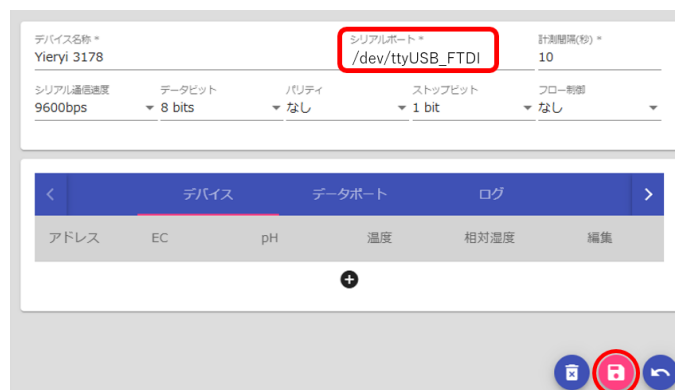 デバイス名称 * シリアルポート * 計測間隔(秒) *
Yieryi 3178 /dev/ttyUSB_FTDI 10
シリアル通信速度 データビット パリティ ストップビット フロー制御
9600bps 8 bits なし 1 bit なし
デバイス データポート ログ
アドレス EC pH 温度 相対湿度 編集